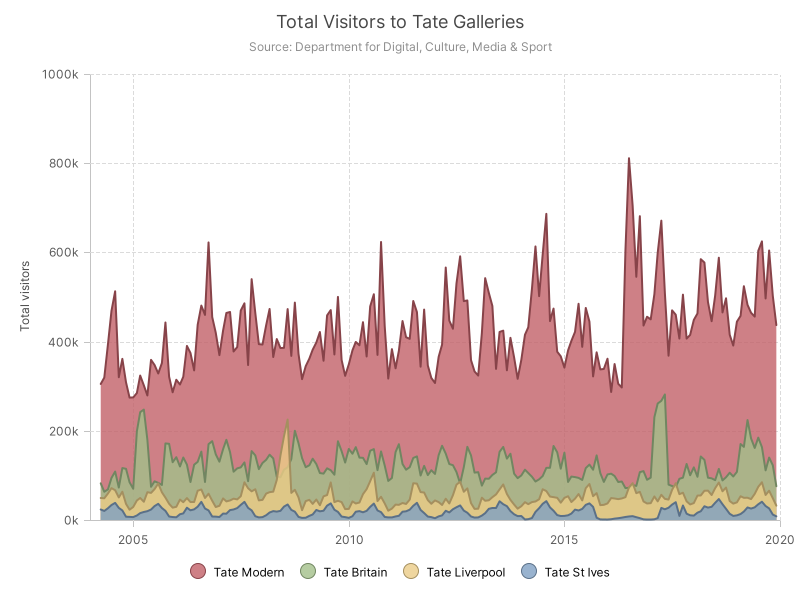 Total Visitors to Tate Galleries
Source: Department for Digital, Culture, Media & Sport
1000k
800k
600k
400k
200k
0k
Total visitors
2005
2010
2015
2020
Tate Modern
Tate Britain
Tate Liverpool
Tate St Ives